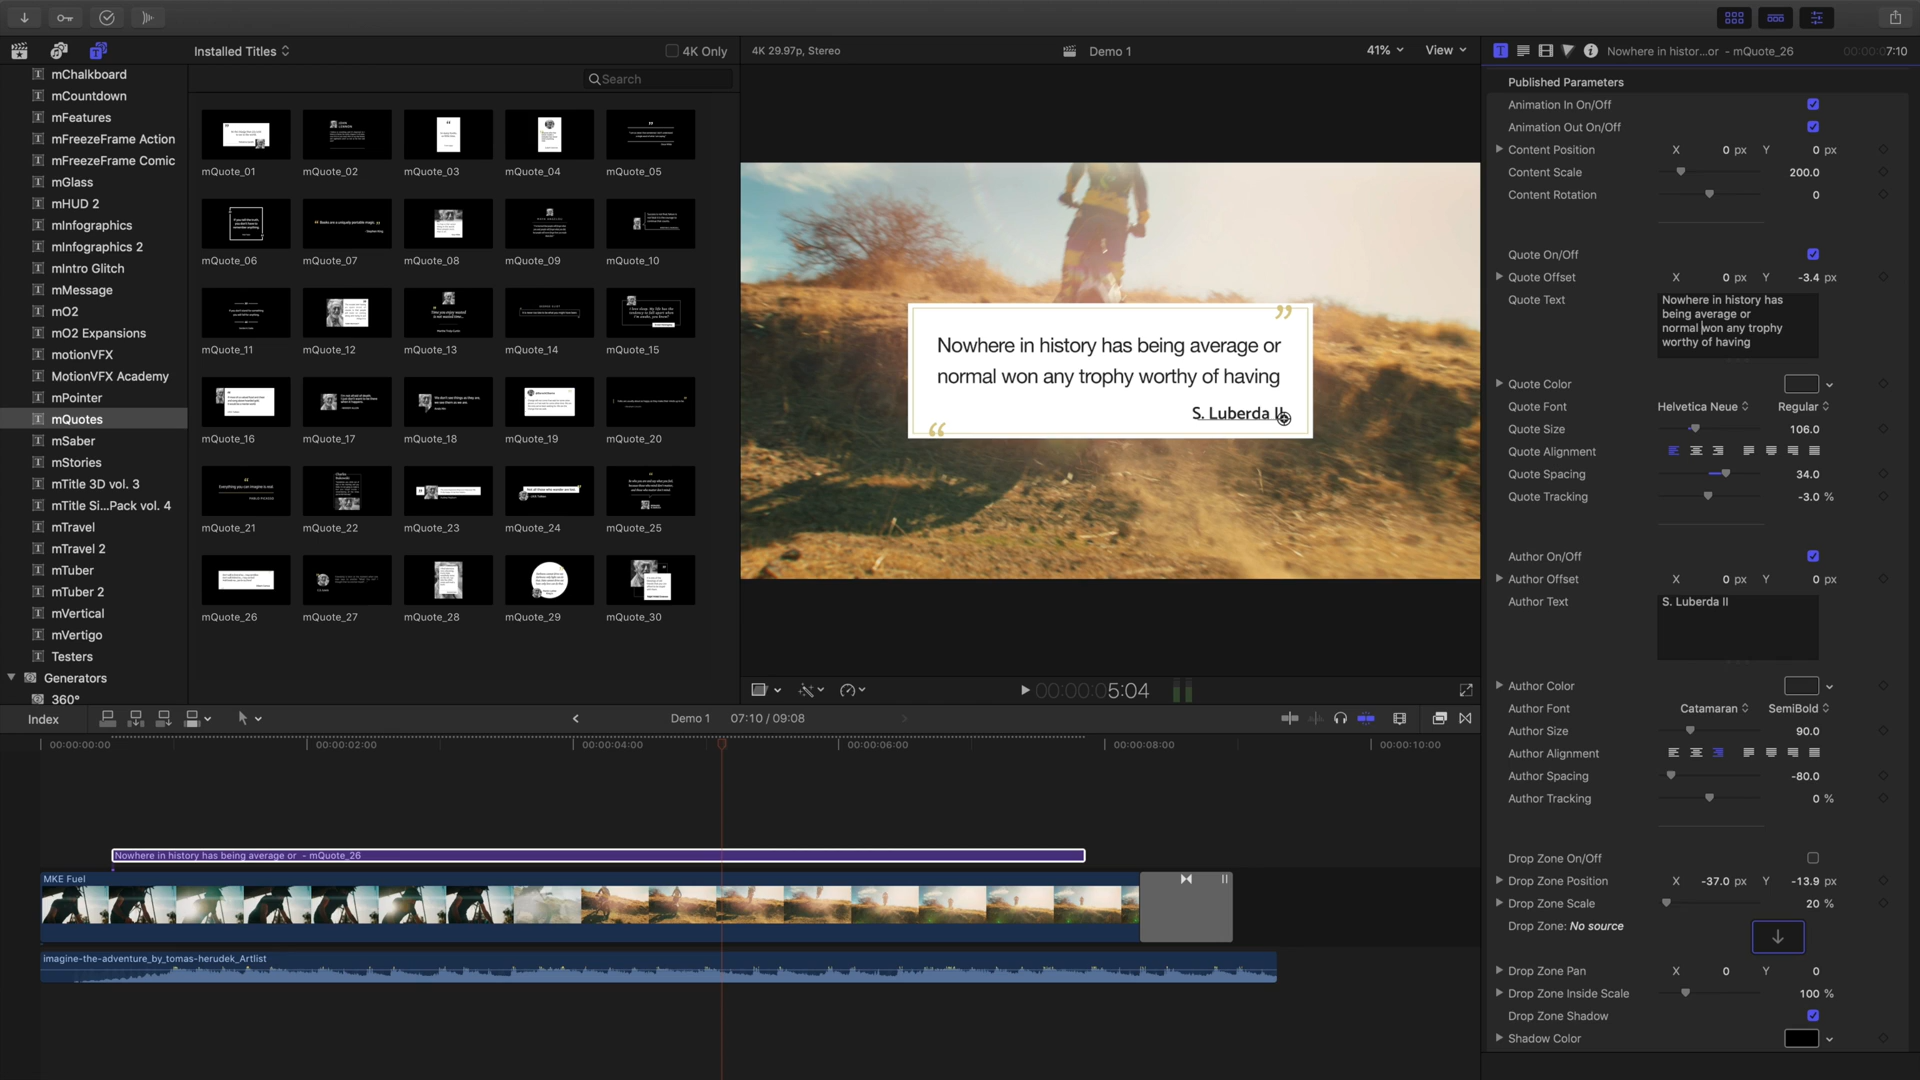 Installed Titles
4K Only
4K 29.97p, Stereo
Demo 1
41%
View
Nowhere in histor...or - mQuote_26
00:00:07:10
Search
mChalkboard
mCountdown
mFeatures
mFreezeFrame Action
mFreezeFrame Comic
mGlass
mHUD 2
mInfographics
mInfographics 2
mIntro Glitch
mMessage
mO2
mO2 Expansions
motionVFX
MotionVFX Academy
mPointer
mQuotes
mSaber
mStories
mTitle 3D vol. 3
mTitle Si...Pack vol. 4
mTravel
mTravel 2
mTuber
mTuber 2
mVertical
mVertigo
Testers
Generators
360°
mQuote_01
mQuote_02
mQuote_03
mQuote_04
mQuote_05
mQuote_06
mQuote_07
mQuote_08
mQuote_09
mQuote_10
mQuote_11
mQuote_12
mQuote_13
mQuote_14
mQuote_15
mQuote_16
mQuote_17
mQuote_18
mQuote_19
mQuote_20
mQuote_21
mQuote_22
mQuote_23
mQuote_24
mQuote_25
mQuote_26
mQuote_27
mQuote_28
mQuote_29
mQuote_30
”
Nowhere in history has being average or
normal won any trophy worthy of having
S. Luberda II
“
00:00:05:04
Published Parameters
Animation In On/Off
Animation Out On/Off
Content Position X 0 px Y 0 px
Content Scale 200.0
Content Rotation 0
Quote On/Off
Quote Offset X 0 px Y -3.4 px
Quote Text
Nowhere in history has
being average or
normal won any trophy
worthy of having
Quote Color
Quote Font Helvetica Neue Regular
Quote Size 106.0
Quote Alignment
Quote Spacing 34.0
Quote Tracking -3.0 %
Author On/Off
Author Offset X 0 px Y 0 px
Author Text S. Luberda II
Author Color
Author Font Catamaran SemiBold
Author Size 90.0
Author Alignment
Author Spacing -80.0
Author Tracking 0 %
Drop Zone On/Off
Drop Zone Position X -37.0 px Y -13.9 px
Drop Zone Scale 20 %
Drop Zone: No source
Drop Zone Pan X 0 Y 0
Drop Zone Inside Scale 100 %
Drop Zone Shadow
Shadow Color
Index
Demo 1
07:10 / 09:08
00:00:00:00
00:00:02:00
00:00:04:00
00:00:06:00
00:00:08:00
00:00:10:00
Nowhere in history has being average or - mQuote_26
MKE Fuel
imagine-the-adventure_by_tomas-herudek_Artlist